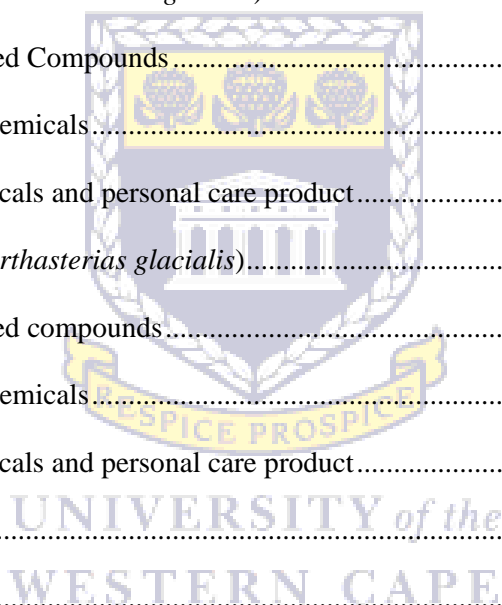 ed Compounds
emicals
cals and personal care product
rthasterias glacialis)
ed compounds
emicals
RESPICE PROSPICE
cals and personal care product
UNIVERSITY of the
WESTERN CAPE